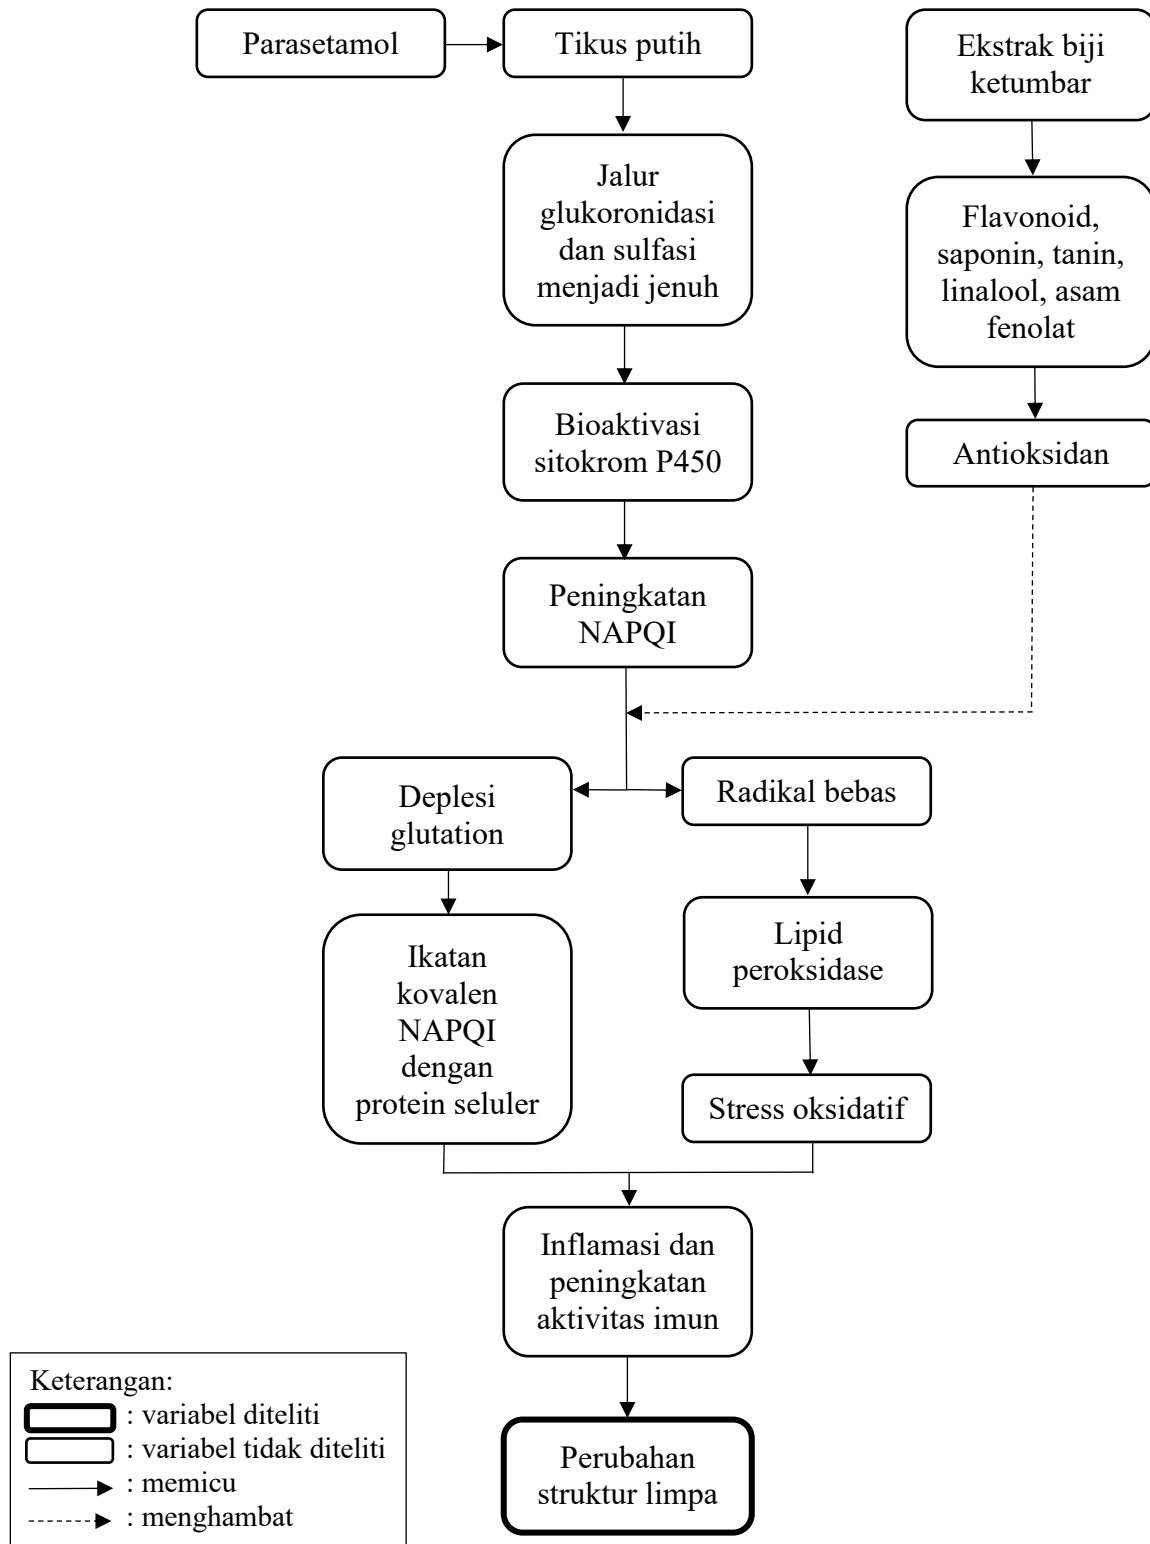 Parasetamol
Tikus putih
Ekstrak biji
ketumbar
Jalur
glukoronidasi
dan sulfasi
menjadi jenuh
Flavonoid,
saponin, tanin,
linalool, asam
fenolat
Bioaktivasi
sitokrom P450
Antioksidan
Peningkatan
NAPQI
Deplesi
glutation
Radikal bebas
Ikatan
kovalen
NAPQI
dengan
protein seluler
Lipid
peroksidase
Stress oksidatif
Inflamasi dan
peningkatan
aktivitas imun
Perubahan
struktur limpa
Keterangan:
: variabel diteliti
: variabel tidak diteliti
: memicu
: menghambat